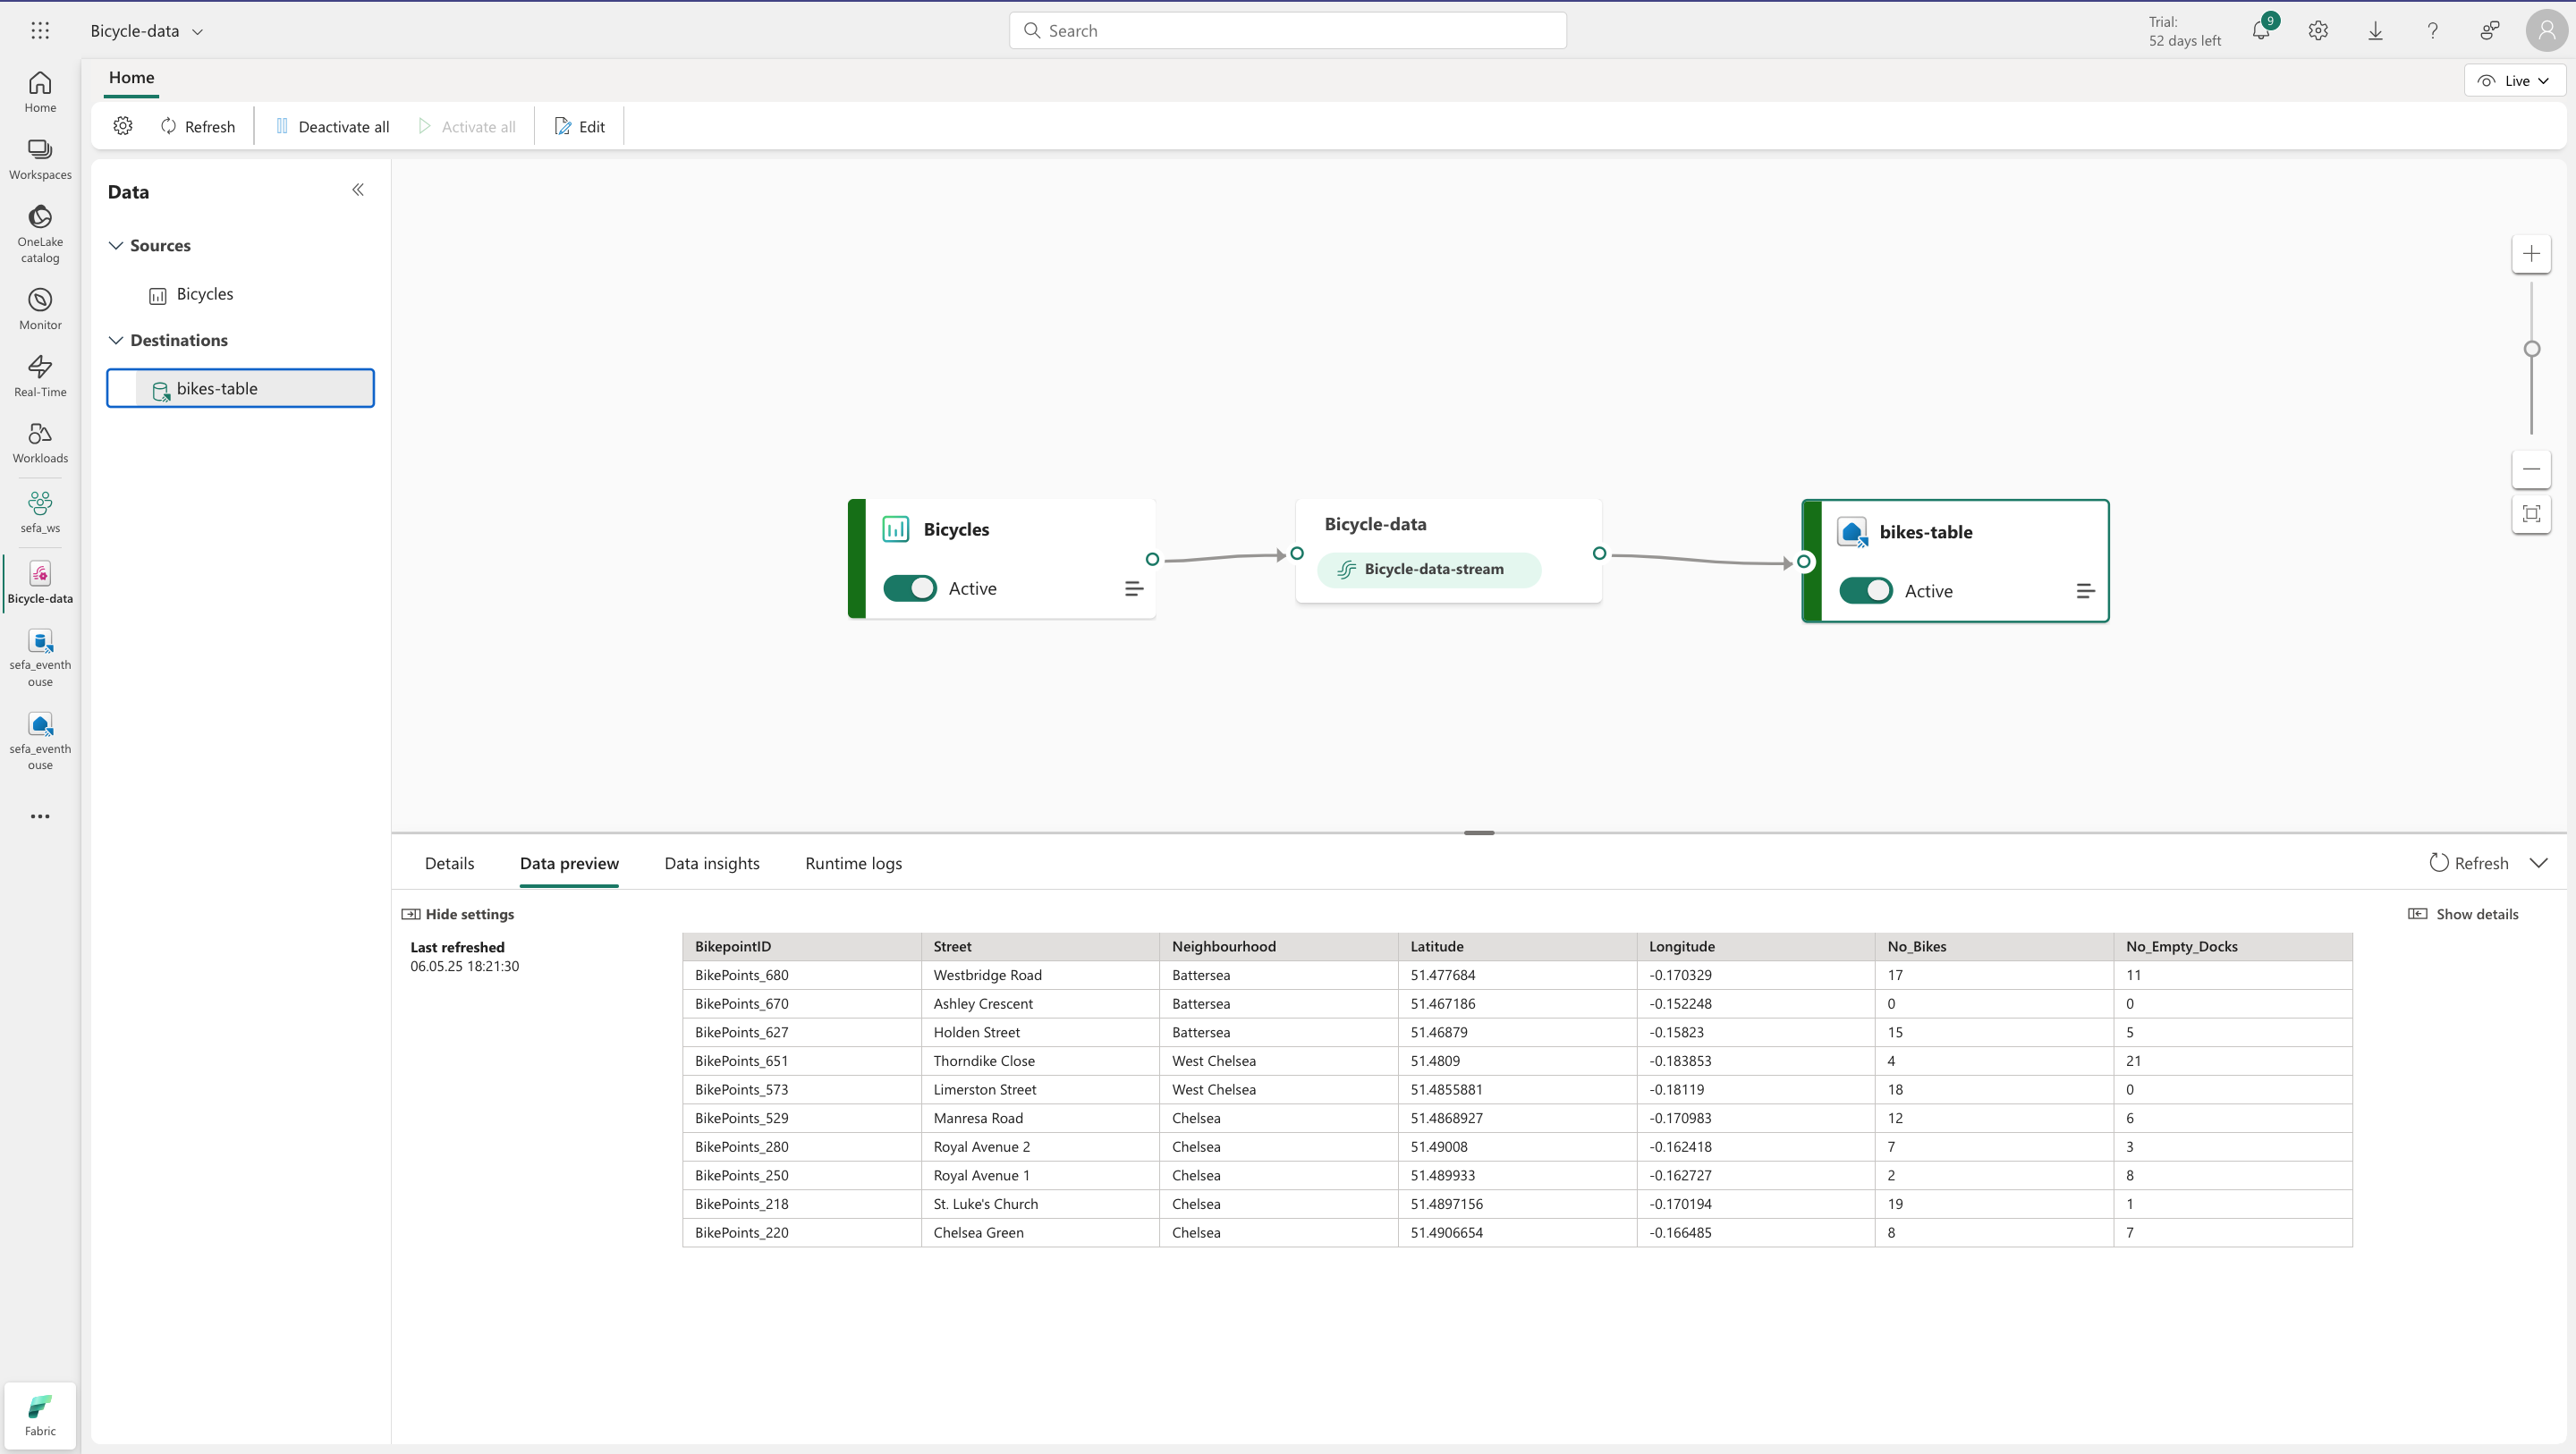 Bicycle-data
Search
Trial:
52 days left
9
Home
Workspaces
OneLake
catalog
Monitor
Real-Time
Workloads
sefa_ws
Bicycle-data
sefa_eventh
ouse
sefa_eventh
ouse
Fabric
Home
Live
Refresh
Deactivate all
Activate all
Edit
Data
Sources
Bicycles
Destinations
bikes-table
Bicycles
Active
Bicycle-data
Bicycle-data-stream
bikes-table
Active
Details Data preview Data insights Runtime logs
Refresh
Hide settings
Show details
Last refreshed
06.05.25 18:21:30
BikepointID Street Neighbourhood Latitude Longitude No_Bikes No_Empty_Docks
BikePoints_680 Westbridge Road Battersea 51.477684 -0.170329 17 11
BikePoints_670 Ashley Crescent Battersea 51.467186 -0.152248 0 0
BikePoints_627 Holden Street Battersea 51.46879 -0.15823 15 5
BikePoints_651 Thorndike Close West Chelsea 51.4809 -0.183853 4 21
BikePoints_573 Limerston Street West Chelsea 51.4855881 -0.18119 18 0
BikePoints_529 Manresa Road Chelsea 51.4868927 -0.170983 12 6
BikePoints_280 Royal Avenue 2 Chelsea 51.49008 -0.162418 7 3
BikePoints_250 Royal Avenue 1 Chelsea 51.489933 -0.162727 2 8
BikePoints_218 St. Luke's Church Chelsea 51.4897156 -0.170194 19 1
BikePoints_220 Chelsea Green Chelsea 51.4906654 -0.166485 8 7